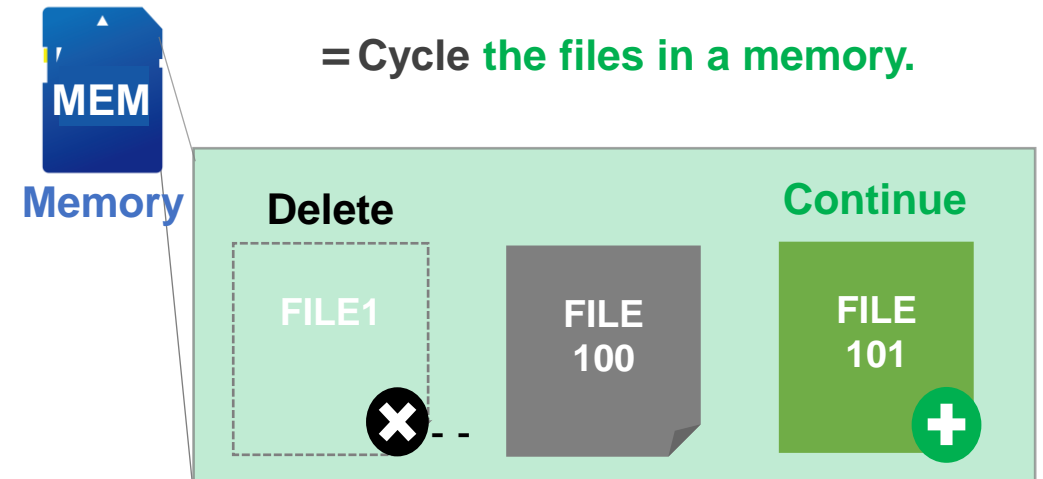 =Cycle the files in a memory.
MEM
Memory
Delete
Continue
FILE1
FILE
100
FILE
101
- -